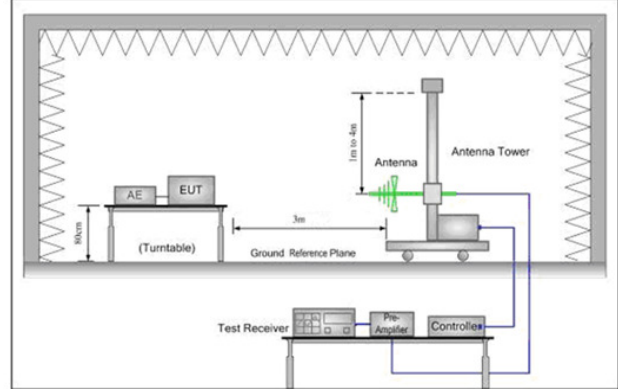 1m to 4m
Antenna
Antenna Tower
AE
EUT
80cm
(Turntable)
3m
Ground Reference Plane
Test Receiver
Pre-
Amplifier
Controller